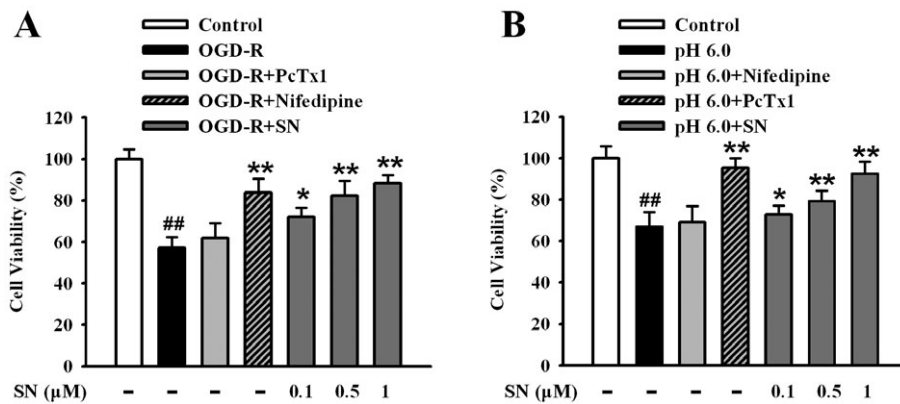 A
Control
OGD-R
OGD-R+PcTx1
OGD-R+Nifedipine
OGD-R+SN
Cell Viability (%)
120
100
80
60
40
20
0
##
**
*
**
**
SN (µM) – – – – 0.1 0.5 1
B
Control
pH 6.0
pH 6.0+Nifedipine
pH 6.0+PcTx1
pH 6.0+SN
Cell Viability (%)
120
100
80
60
40
20
0
##
**
*
**
**
SN (µM) – – – – 0.1 0.5 1